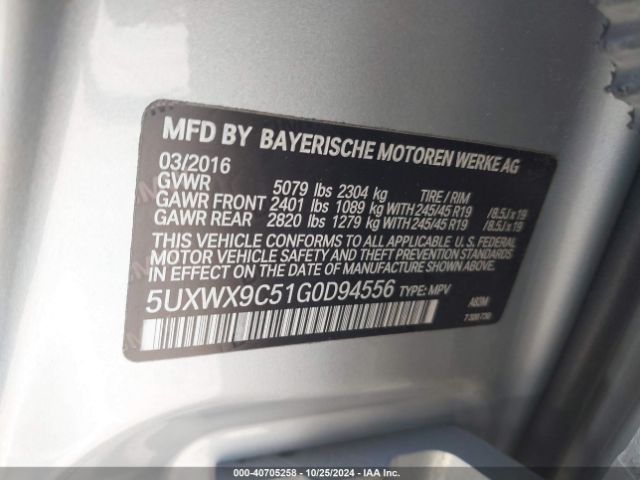 MFD BY BAYERISCHE MOTOREN WERKE AG
03/2016
GVWR 5079 lbs 2304 kg TIRE / RIM
GAWR FRONT 2401 lbs 1089 kg WITH 245/45 R19 /8.5J x 19
GAWR REAR 2820 lbs 1279 kg WITH 245/45 R19 /8.5J x 19
THIS VEHICLE CONFORMS TO ALL APPLICABLE U. S. FEDERAL
MOTOR VEHICLE SAFETY AND THEFT PREVENTION STANDARDS
IN EFFECT ON THE DATE OF MANUFACTURE SHOWN ABOVE.
5UXWX9C51G0D94556 TYPE: MPV
A83M
000-40705258 - 10/25/2024 - IAA Inc.